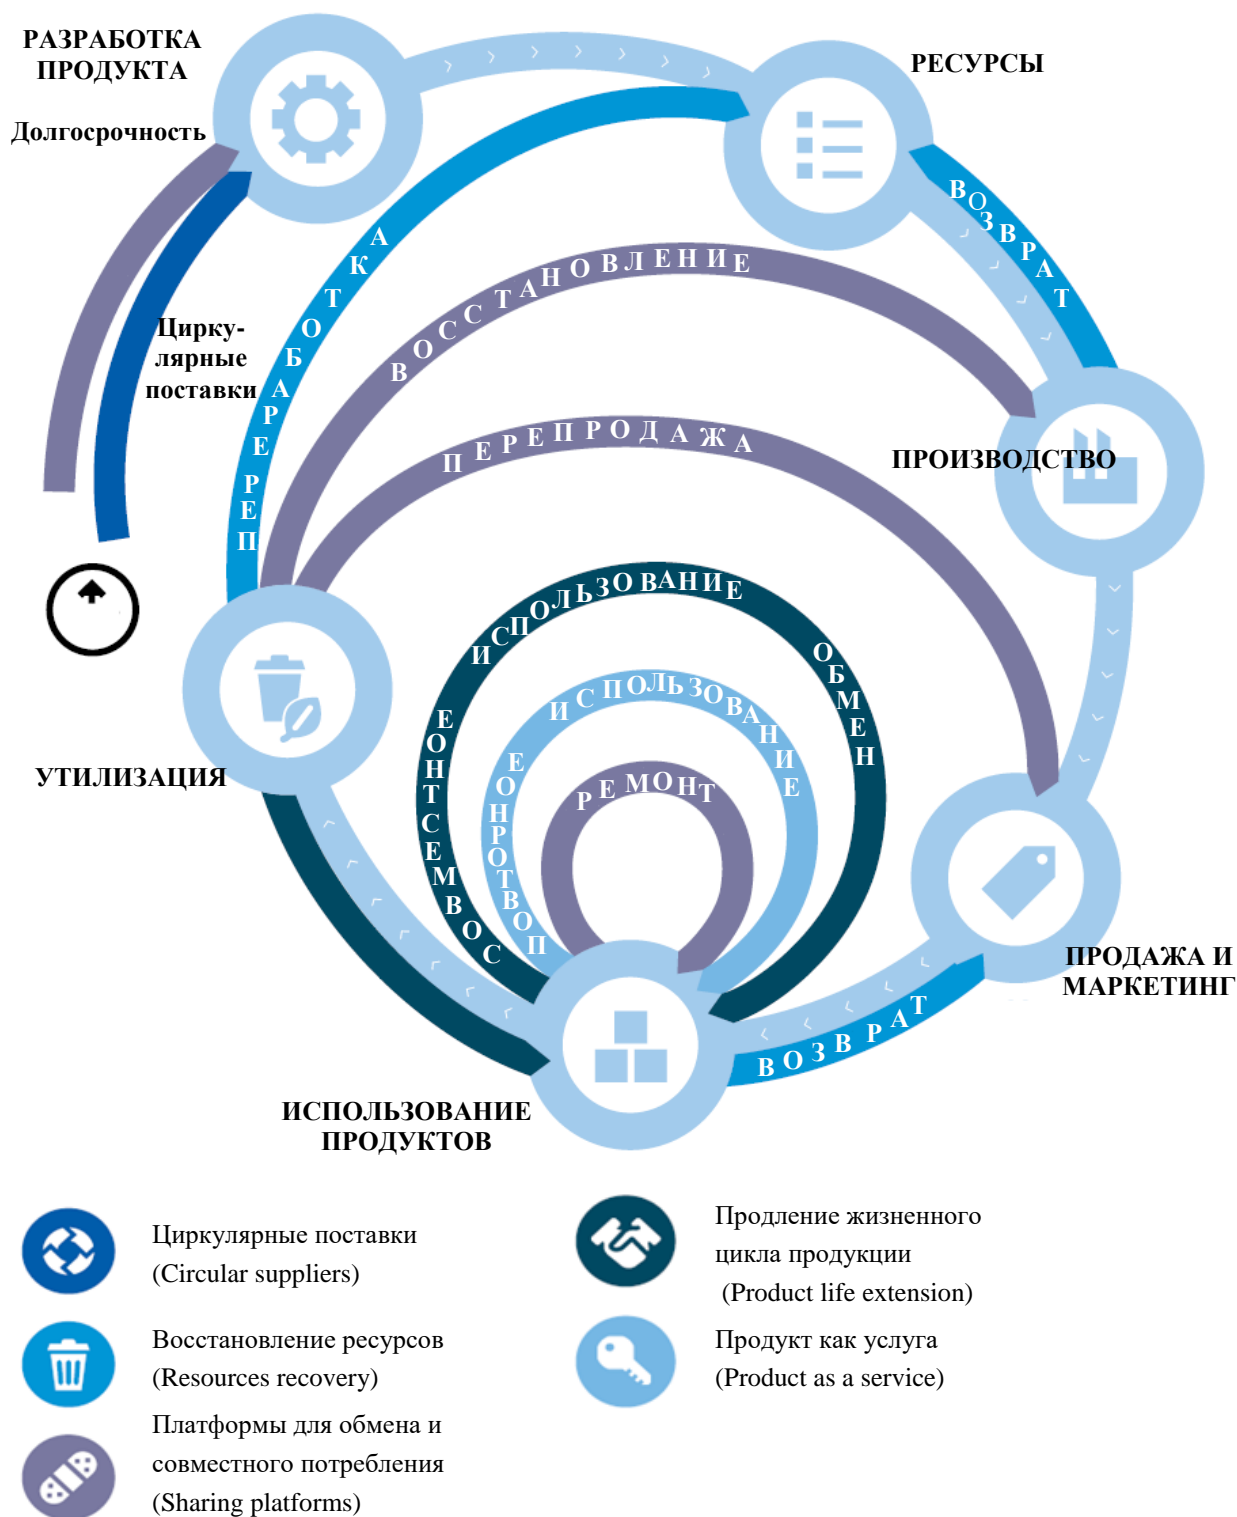 РАЗРАБОТКА
ПРОДУКТА
РЕСУРСЫ
Долгосрочность
ВОЗВРАТ
ПЕРЕРАБОТКА
ВОССТАНОВЛЕНИЕ
Цирку-
лярные
поставки
ПЕРЕПРОДАЖА
ПРОИЗВОДСТВО
СОВМЕСТНОЕ ИСПОЛЬЗОВАНИЕ ОБМЕН
ПОВТОРНОЕ ИСПОЛЬЗОВАНИЕ
РЕМОНТ
УТИЛИЗАЦИЯ
ПРОДАЖА И
МАРКЕТИНГ
ВОЗВРАТ
ИСПОЛЬЗОВАНИЕ
ПРОДУКТОВ
Циркулярные поставки
(Circular suppliers)
Восстановление ресурсов
(Resources recovery)
Платформы для обмена и
совместного потребления
(Sharing platforms)
Продление жизненного
цикла продукции
(Product life extension)
Продукт как услуга
(Product as a service)